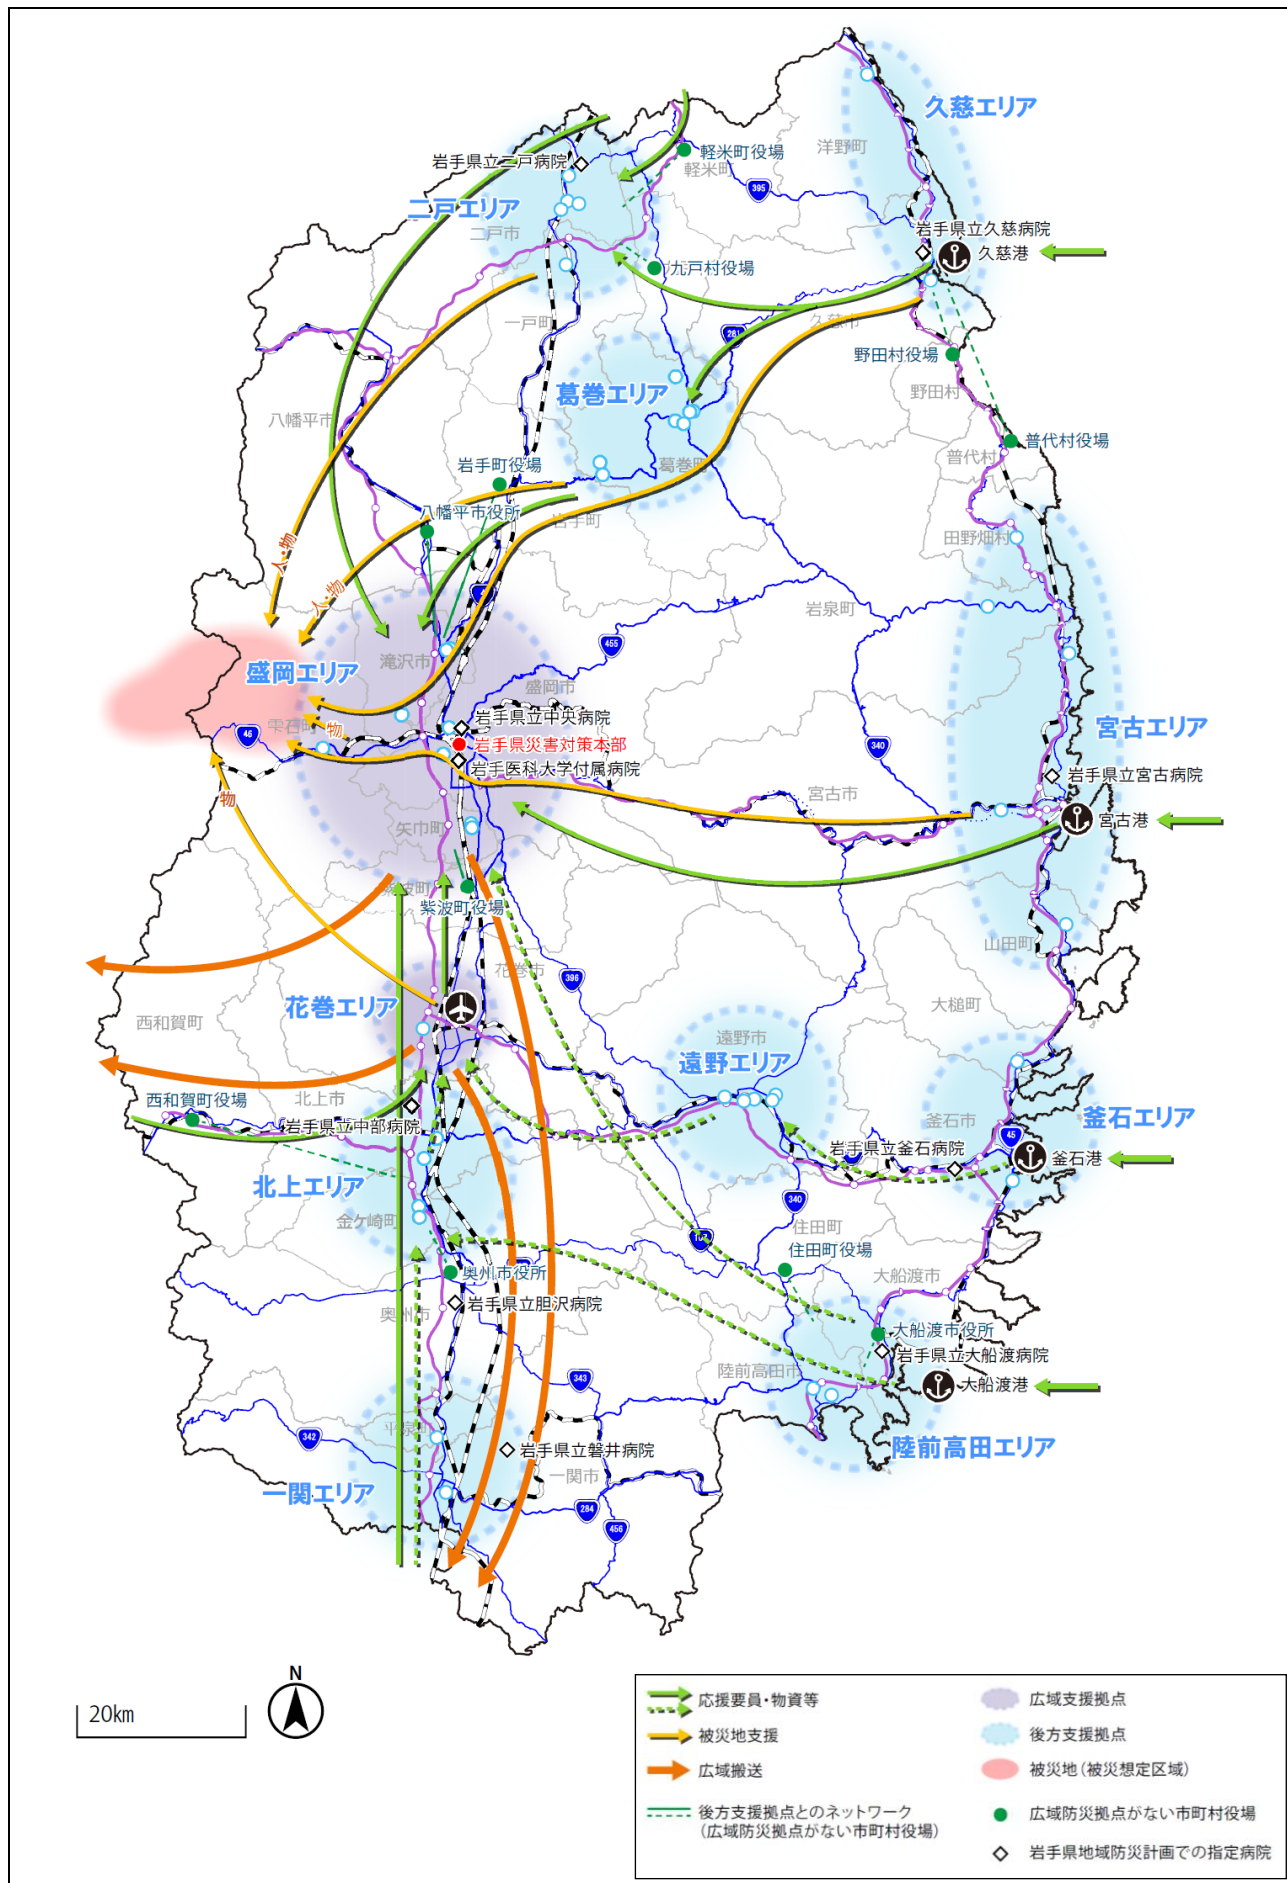 久慈エリア
洋野町
岩手県立二戸病院
軽米町役場
軽米町
395
二戸エリア
二戸市
岩手県立久慈病院
久慈港
九戸村役場
一戸町
久慈市
281
野田村役場
葛巻エリア
野田村
八幡平市
普代村役場
普代村
岩手町役場
葛巻町
八幡平市役所
岩手町
田野畑村
人・物
人・物
岩泉町
455
滝沢市
盛岡エリア
盛岡市
雫石町
物
46
岩手県立中央病院
岩手県災害対策本部
岩手医科大学付属病院
340
宮古エリア
岩手県立宮古病院
宮古市
宮古港
物
矢巾町
紫波町
紫波町役場
山田町
花巻市
396
大槌町
花巻エリア
西和賀町
遠野市
遠野エリア
西和賀町役場
北上市
岩手県立中部病院
釜石市
釜石エリア
45
岩手県立釜石病院
釜石港
北上エリア
金ケ崎町
340
住田町
107
住田町役場
奥州市役所
大船渡市
奥州市
岩手県立胆沢病院
大船渡市役所
岩手県立大船渡病院
陸前高田市
343
大船渡港
平泉町
342
岩手県立磐井病院
陸前高田エリア
一関市
一関エリア
284
456
N
20km
応援要員・物資等
広域支援拠点
被災地支援
後方支援拠点
広域搬送
被災地（被災想定区域）
後方支援拠点とのネットワーク
（広域防災拠点がない市町村役場）
広域防災拠点がない市町村役場
岩手県地域防災計画での指定病院